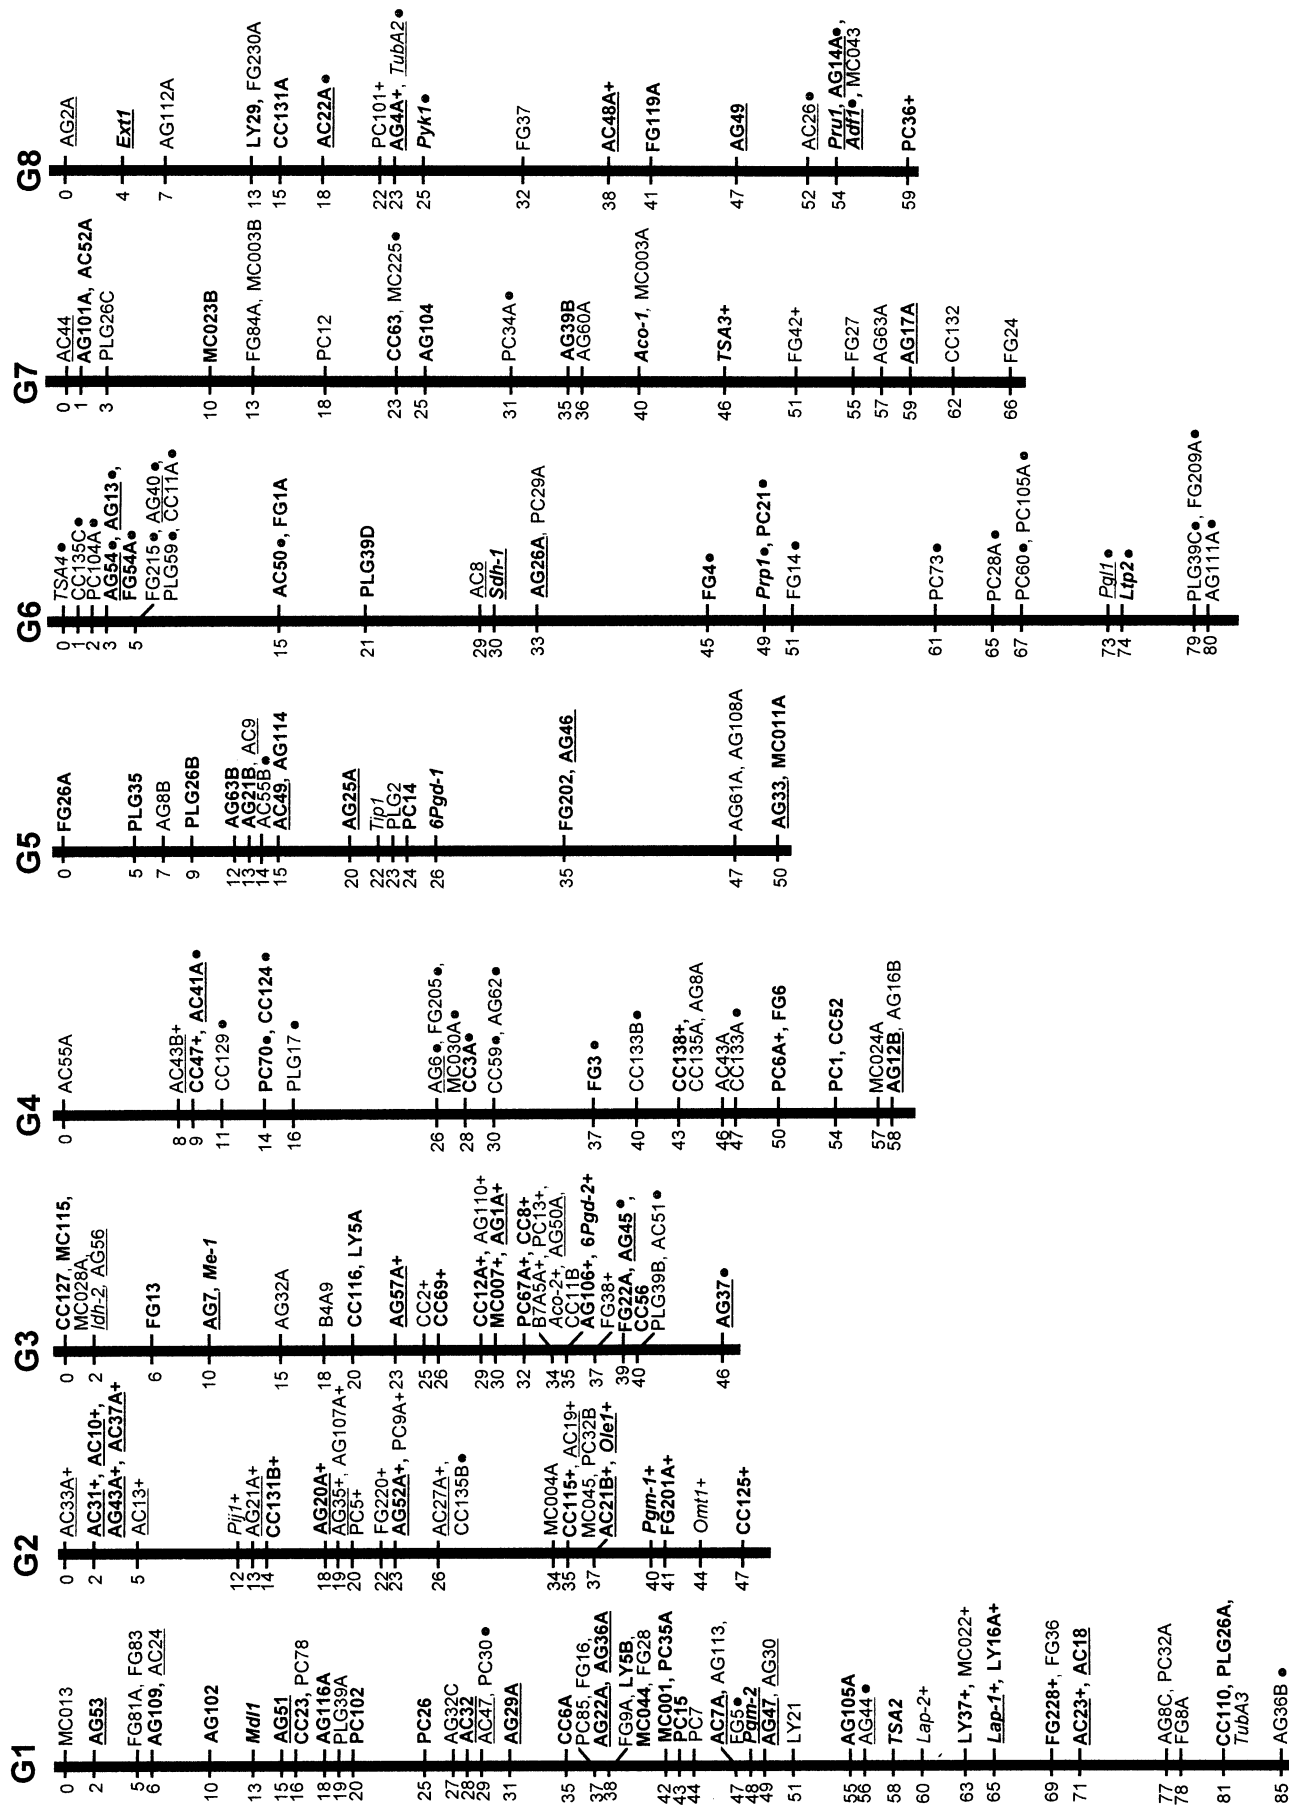 G1
0 MC013
2 AG53
5 FG81A, FG83
6 AG109, AC24
10 AG102
13 Mdl1
15 AG51
16 CC23, PC78
18 AG116A
19 PLG39A
20 PC102
25 PC26
27 AG32C
28 AC32
29 AC47, PC30●
31 AG29A
35 CC6A
PC85, FG16,
37 AG22A, AG36A
38 FG9A, LY5B,
MC044, FG28
42 MC001, PC35A
43 PC15
44 PC7
AC7A, AG113,
47 FG5●
48 Pgm-2
49 AG47, AG30
51 LY21
55 AG105A
56 AG44●
58 TSA2
60 Lap-2+
63 LY37+, MC022+
65 Lap-1+, LY16A+
69 FG228+, FG36
71 AC23+, AC18
77 AG8C, PC32A
78 FG8A
81 CC110, PLG26A,
TubA3
85 AG36B●
G2
0 AC33A+
2 AC31+, AC10+,
AG43A+, AC37A+
5 AC13+
12 Pij1+
13 AG21A+
14 CC131B+
18 AG20A+
19 AG35+, AG107A+
20 PC5+
22 FG220+
23 AG52A+, PC9A+
26 AC27A+,
CC135B●
34 MC004A
35 CC115+, AC19+
37 MC045, PC32B
AC21B+, Ole1+
40 Pgm-1+
41 FG201A+
44 Omt1+
47 CC125+
G3
0 CC127, MC115,
MC028A,
2 Idh-2, AG56
6 FG13
10 AG7, Me-1
15 AG32A
18 B4A9
20 CC116, LY5A
23 AG57A+
25 CC2+
26 CC69+
29 CC12A+, AG110+
30 MC007+, AG1A+
32 PC67A+, CC8+
B7A5A+, PC13+,
34 Aco-2+, AG50A,
35 CC11B
AG106+, 6Pgd-2+
37 FG38+
39 FG22A, AG45●,
40 CC56
PLG39B, AC51●
46 AG37●
G4
0 AC55A
8 AC43B+
9 CC47+, AC41A●
11 CC129●
14 PC70●, CC124●
16 PLG17●
26 AG6●, FG205●,
MC030A●
28 CC3A●
30 CC59●, AG62●
37 FG3●
40 CC133B●
43 CC138+,
CC135A, AG8A
46 AC43A
47 CC133A●
50 PC6A+, FG6
54 PC1, CC52
57 MC024A
58 AG12B, AG16B
G5
0 FG26A
5 PLG35
7 AG8B
9 PLG26B
12 AG63B
13 AG21B, AC9
14 AC55B●
15 AC49, AG114
20 AG25A
22 Tip1
23 PLG2
24 PC14
26 6Pgd-1
35 FG202, AG46
47 AG61A, AG108A
50 AG33, MC011A
G6
0 TSA4●
1 CC135C●
2 PC104A●
3 AG54●, AG13●,
FG54A●
5 FG215●, AG40●,
PLG59●, CC11A●
15 AC50●, FG1A
21 PLG39D
29 AC8
30 Sdh-1
33 AG26A, PC29A
45 FG4●
49 Prp1●, PC21●
51 FG14●
61 PC73●
65 PC28A●
67 PC60●, PC105A●
73 Pgl1●
74 Ltp2●
79 PLG39C●, FG209A●
80 AG111A●
G7
0 AC44
1 AG101A, AC52A
3 PLG26C
10 MC023B
13 FG84A, MC003B
18 PC12
23 CC63, MC225●
25 AG104
31 PC34A●
35 AG39B
36 AG60A
40 Aco-1, MC003A
46 TSA3+
51 FG42+
55 FG27
57 AG63A
59 AG17A
62 CC132
66 FG24
G8
0 AG2A
4 Ext1
7 AG112A
13 LY29, FG230A
15 CC131A
18 AC22A●
22 PC101+
23 AG4A+, TubA2●
25 Pyk1●
32 FG37
38 AC48A+
41 FG119A
47 AG49
52 AC26●
54 Pru1, AG14A●,
Adf1●, MC043
59 PC36+